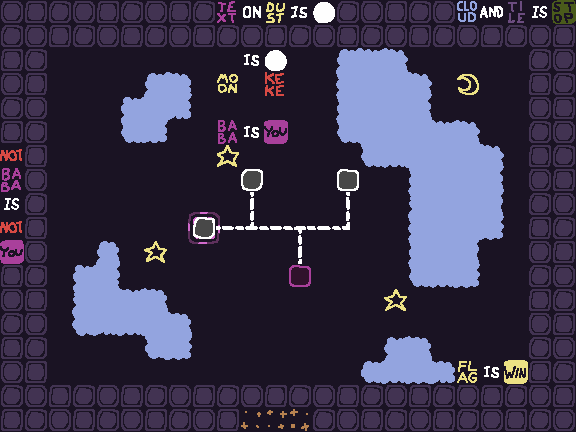 TEXT ON DUST IS
CLOUD AND TILE IS STOP
IS
MOON KEKE
BABA IS YOU
NOT
BABA
IS
NOT
YOU
FLAG IS WIN